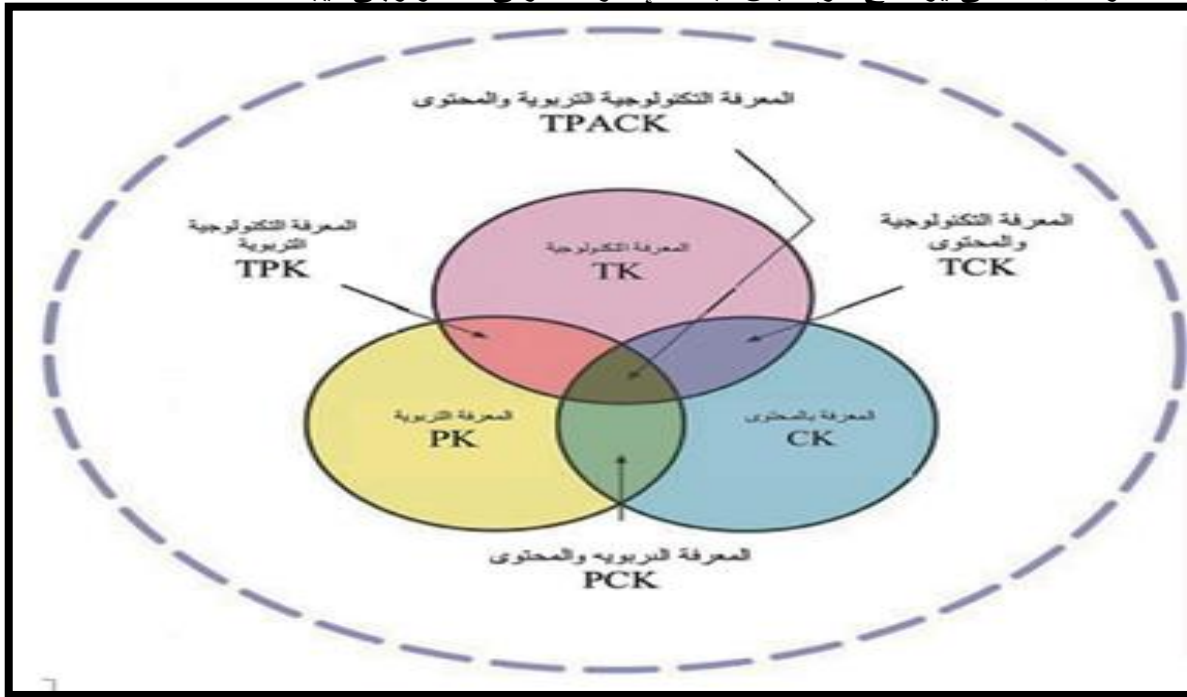 المعرفة التكنولوجية التربوية والمحتوى
TPACK
المعرفة التكنولوجية
والمحتوى
TCK
المعرفة التكنولوجية
التربوية
TPK
المعرفة التكنولوجية
TK
المعرفة بالمحتوى
CK
المعرفة التربوية
PK
المعرفة التربويه والمحتوى
PCK